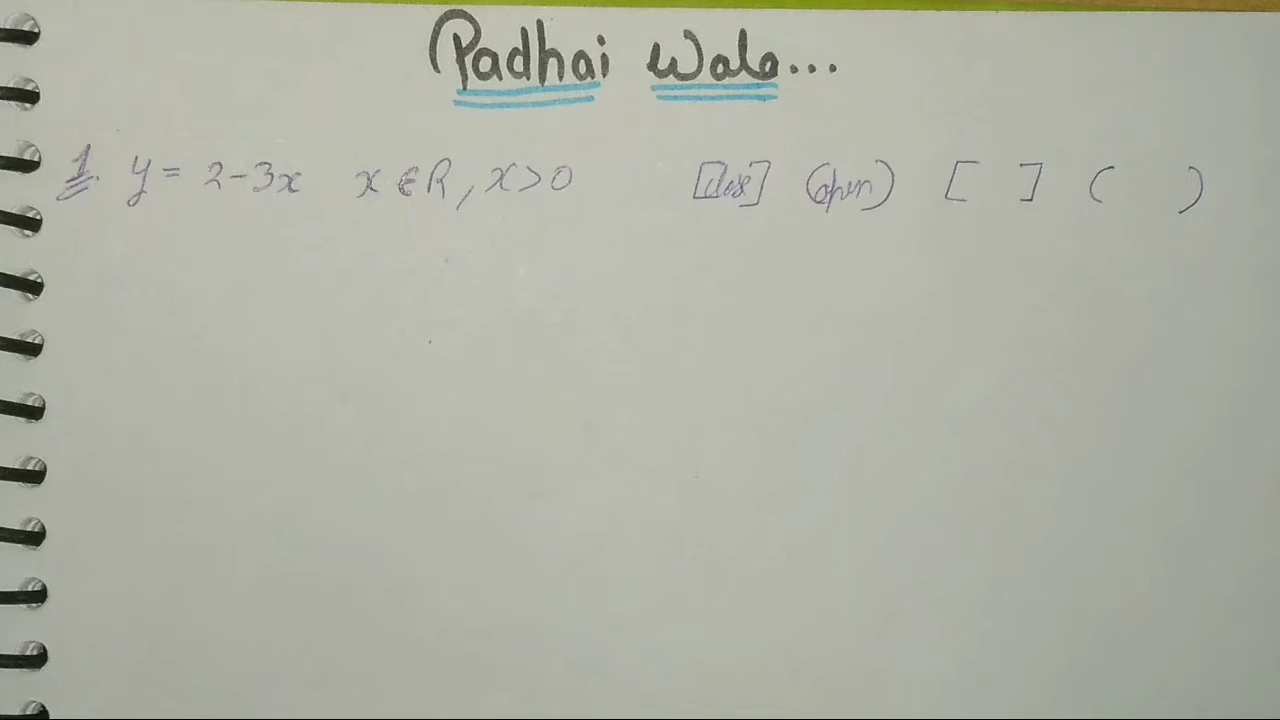 Padhai Wala...
1. y = 2-3x x ∈ R, x>0 [close] (open) [ ] ( )